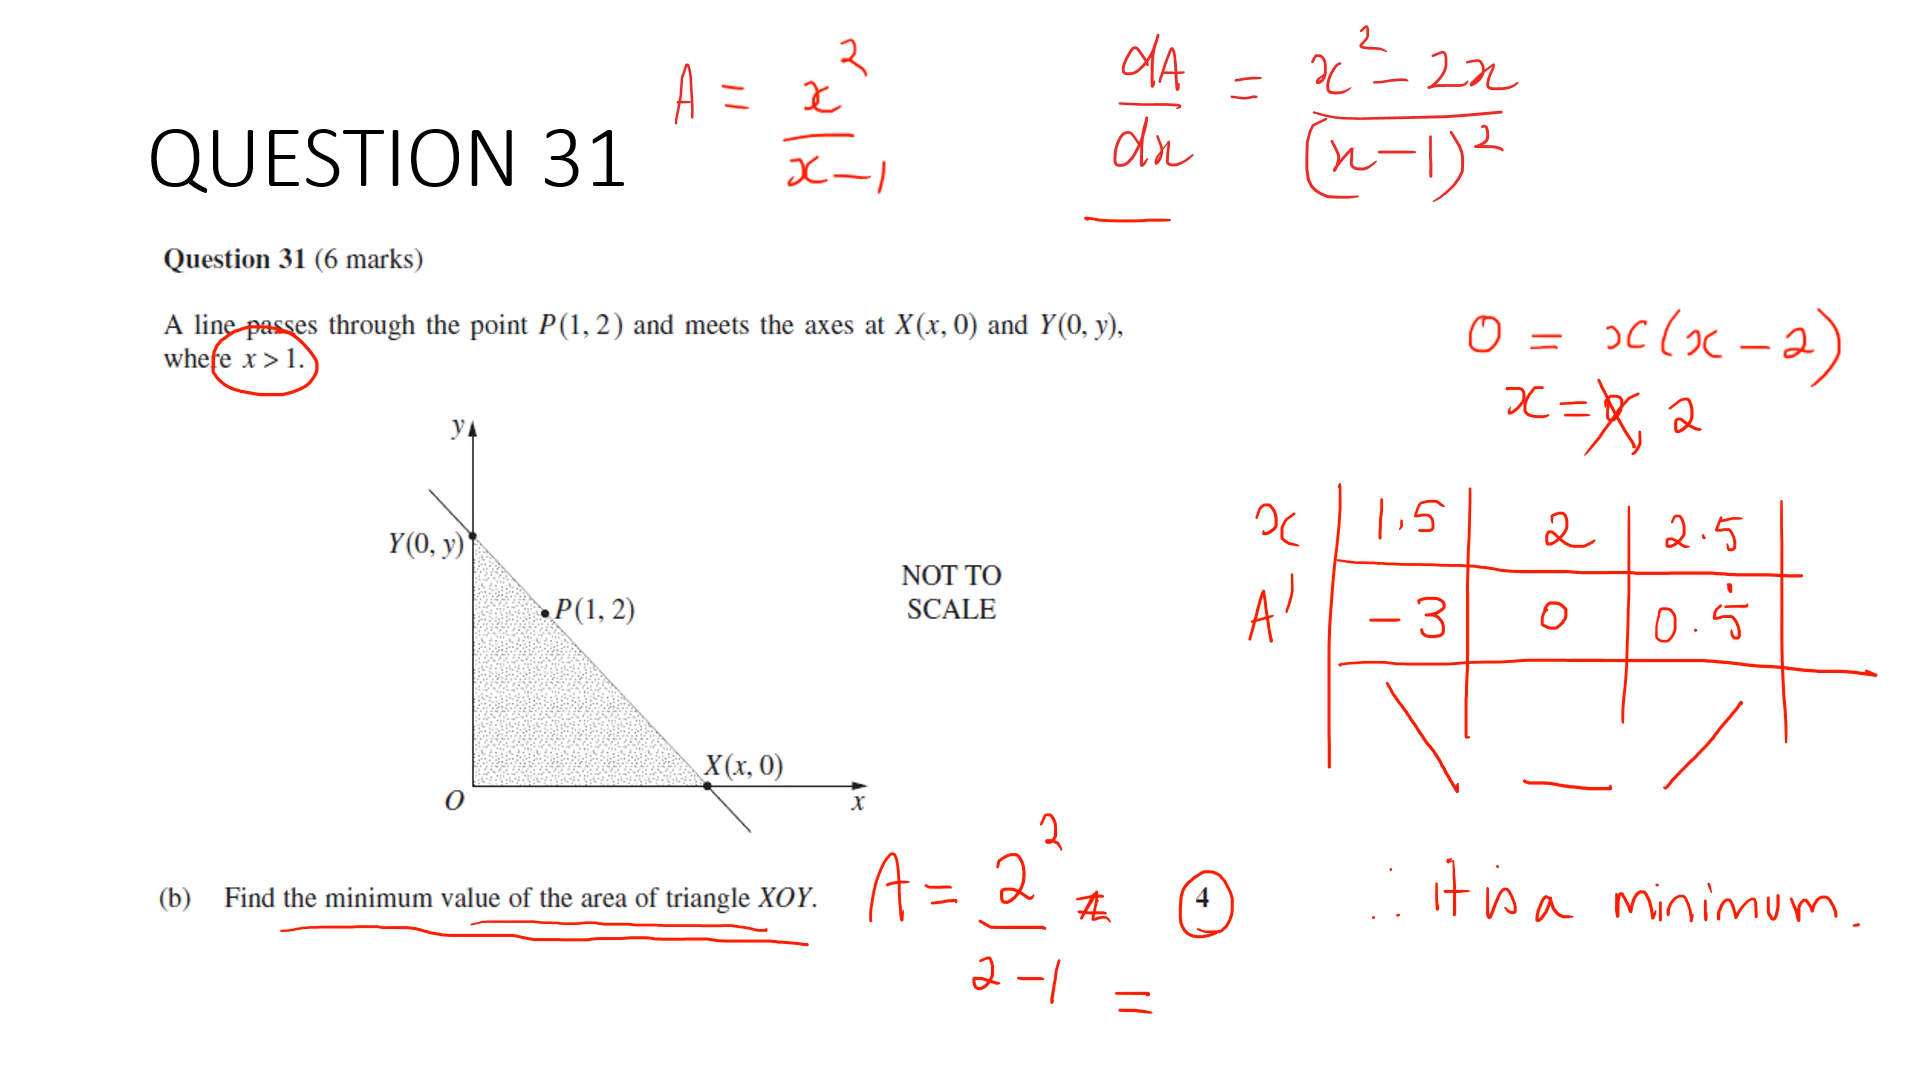 A = x² / x−1
dA/dx = x² − 2x / (x−1)²
QUESTION 31
Question 31 (6 marks)
A line passes through the point P(1, 2) and meets the axes at X(x, 0) and Y(0, y),
where x > 1.
0 = x(x−2)
x = 0, 2
y
Y(0, y)
P(1, 2)
NOT TO
SCALE
X(x, 0)
O
x
x | 1.5 | 2 | 2.5
A' | −3 | 0 | 0.5̇
(b) Find the minimum value of the area of triangle XOY.
4
A = 2² / 2−1
=
∴ it is a minimum.